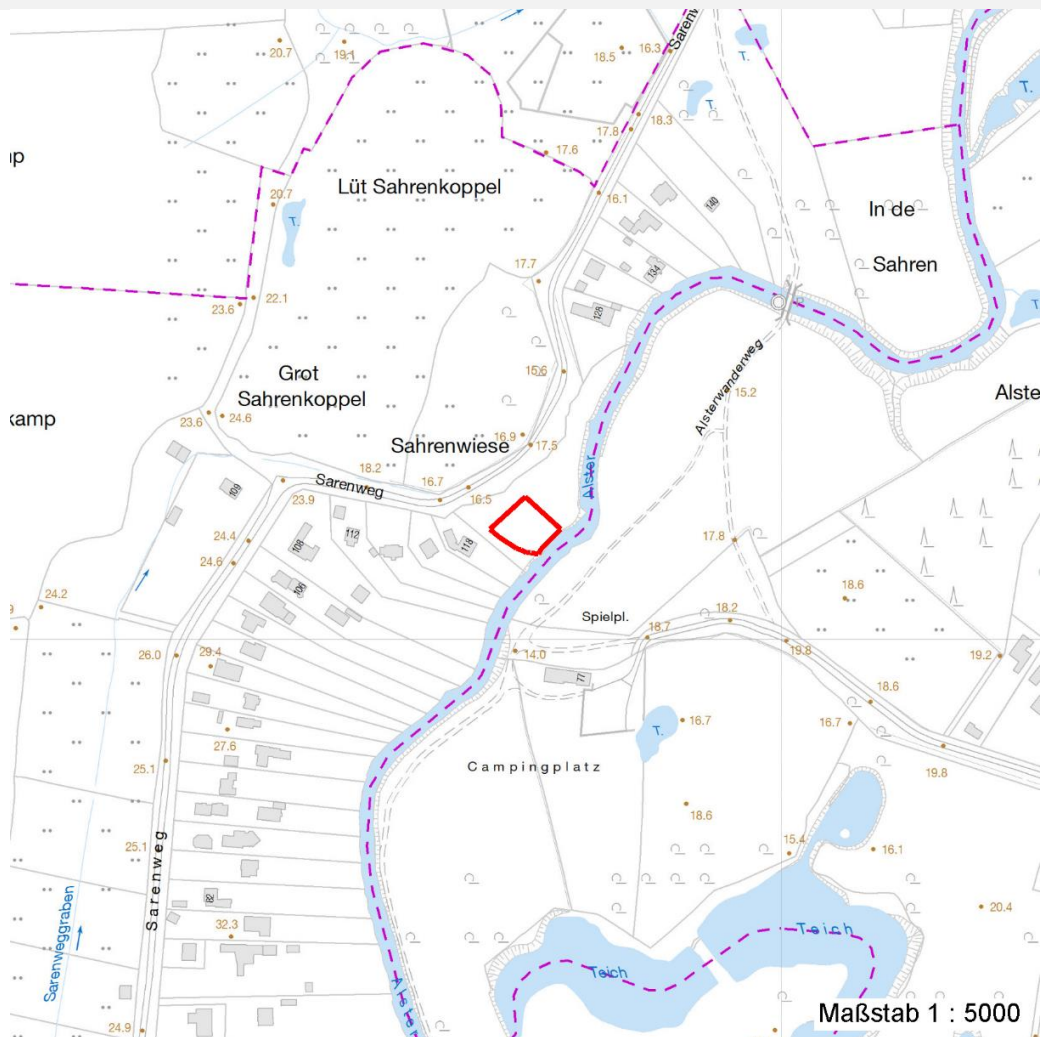 20.7
19.1
18.5
16.3
Sarenw
T.
T.
T.
18.3
17.8
17.6
Lüt Sahrenkoppel
20.7
16.1
140
In de
T.
Sahren
134
17.7
22.1
23.6
128
T
15.6
15.2
Grot
Sahrenkoppel
Alsterwanderweg
Alste
kamp
23.6
24.6
16.9
17.5
Sahrenwiese
18.2
16.7
16.5
Alster
109
23.9
Sarenweg
24.4
108
112
118
17.8
24.6
106
18.6
24.2
9
Spielpl.
18.2
18.7
19.8
26.0
29.4
14.0
77
19.2
18.6
16.7
16.7
T.
27.6
25.1
Campingplatz
19.8
18.6
25.1
15.4
16.1
Sarenweg
82
32.3
20.4
Sarenweggraben
Teich
Teich
Alster
24.9
Maßstab 1 : 5000